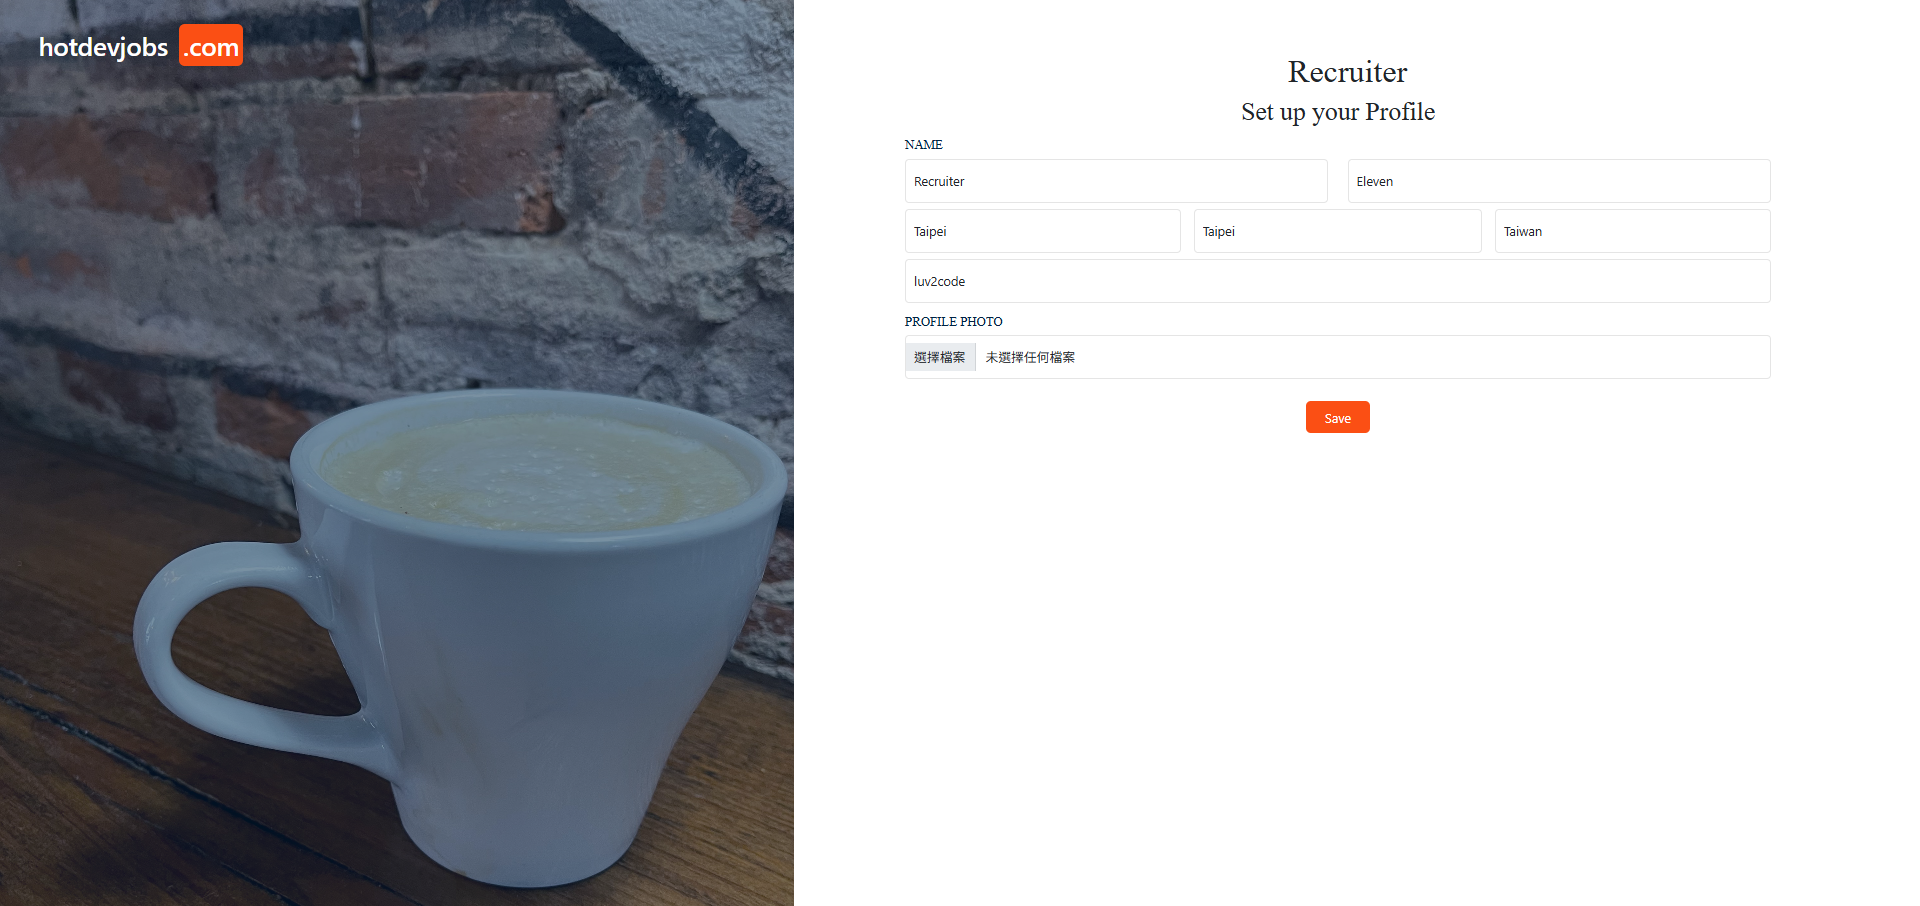 hotdevjobs .com
Recruiter
Set up your Profile
NAME
Recruiter Eleven
Taipei Taipei Taiwan
luv2code
PROFILE PHOTO
選擇檔案 未選擇任何檔案
Save